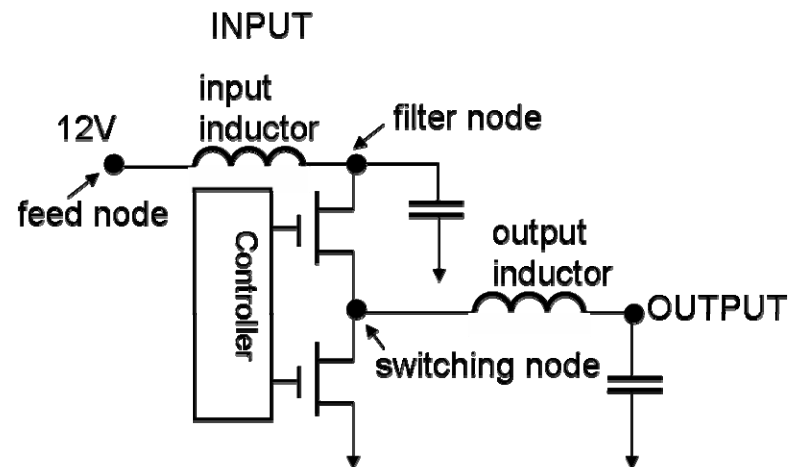 INPUT
input
inductor
12V
filter node
feed node
Controller
output
inductor
OUTPUT
switching node